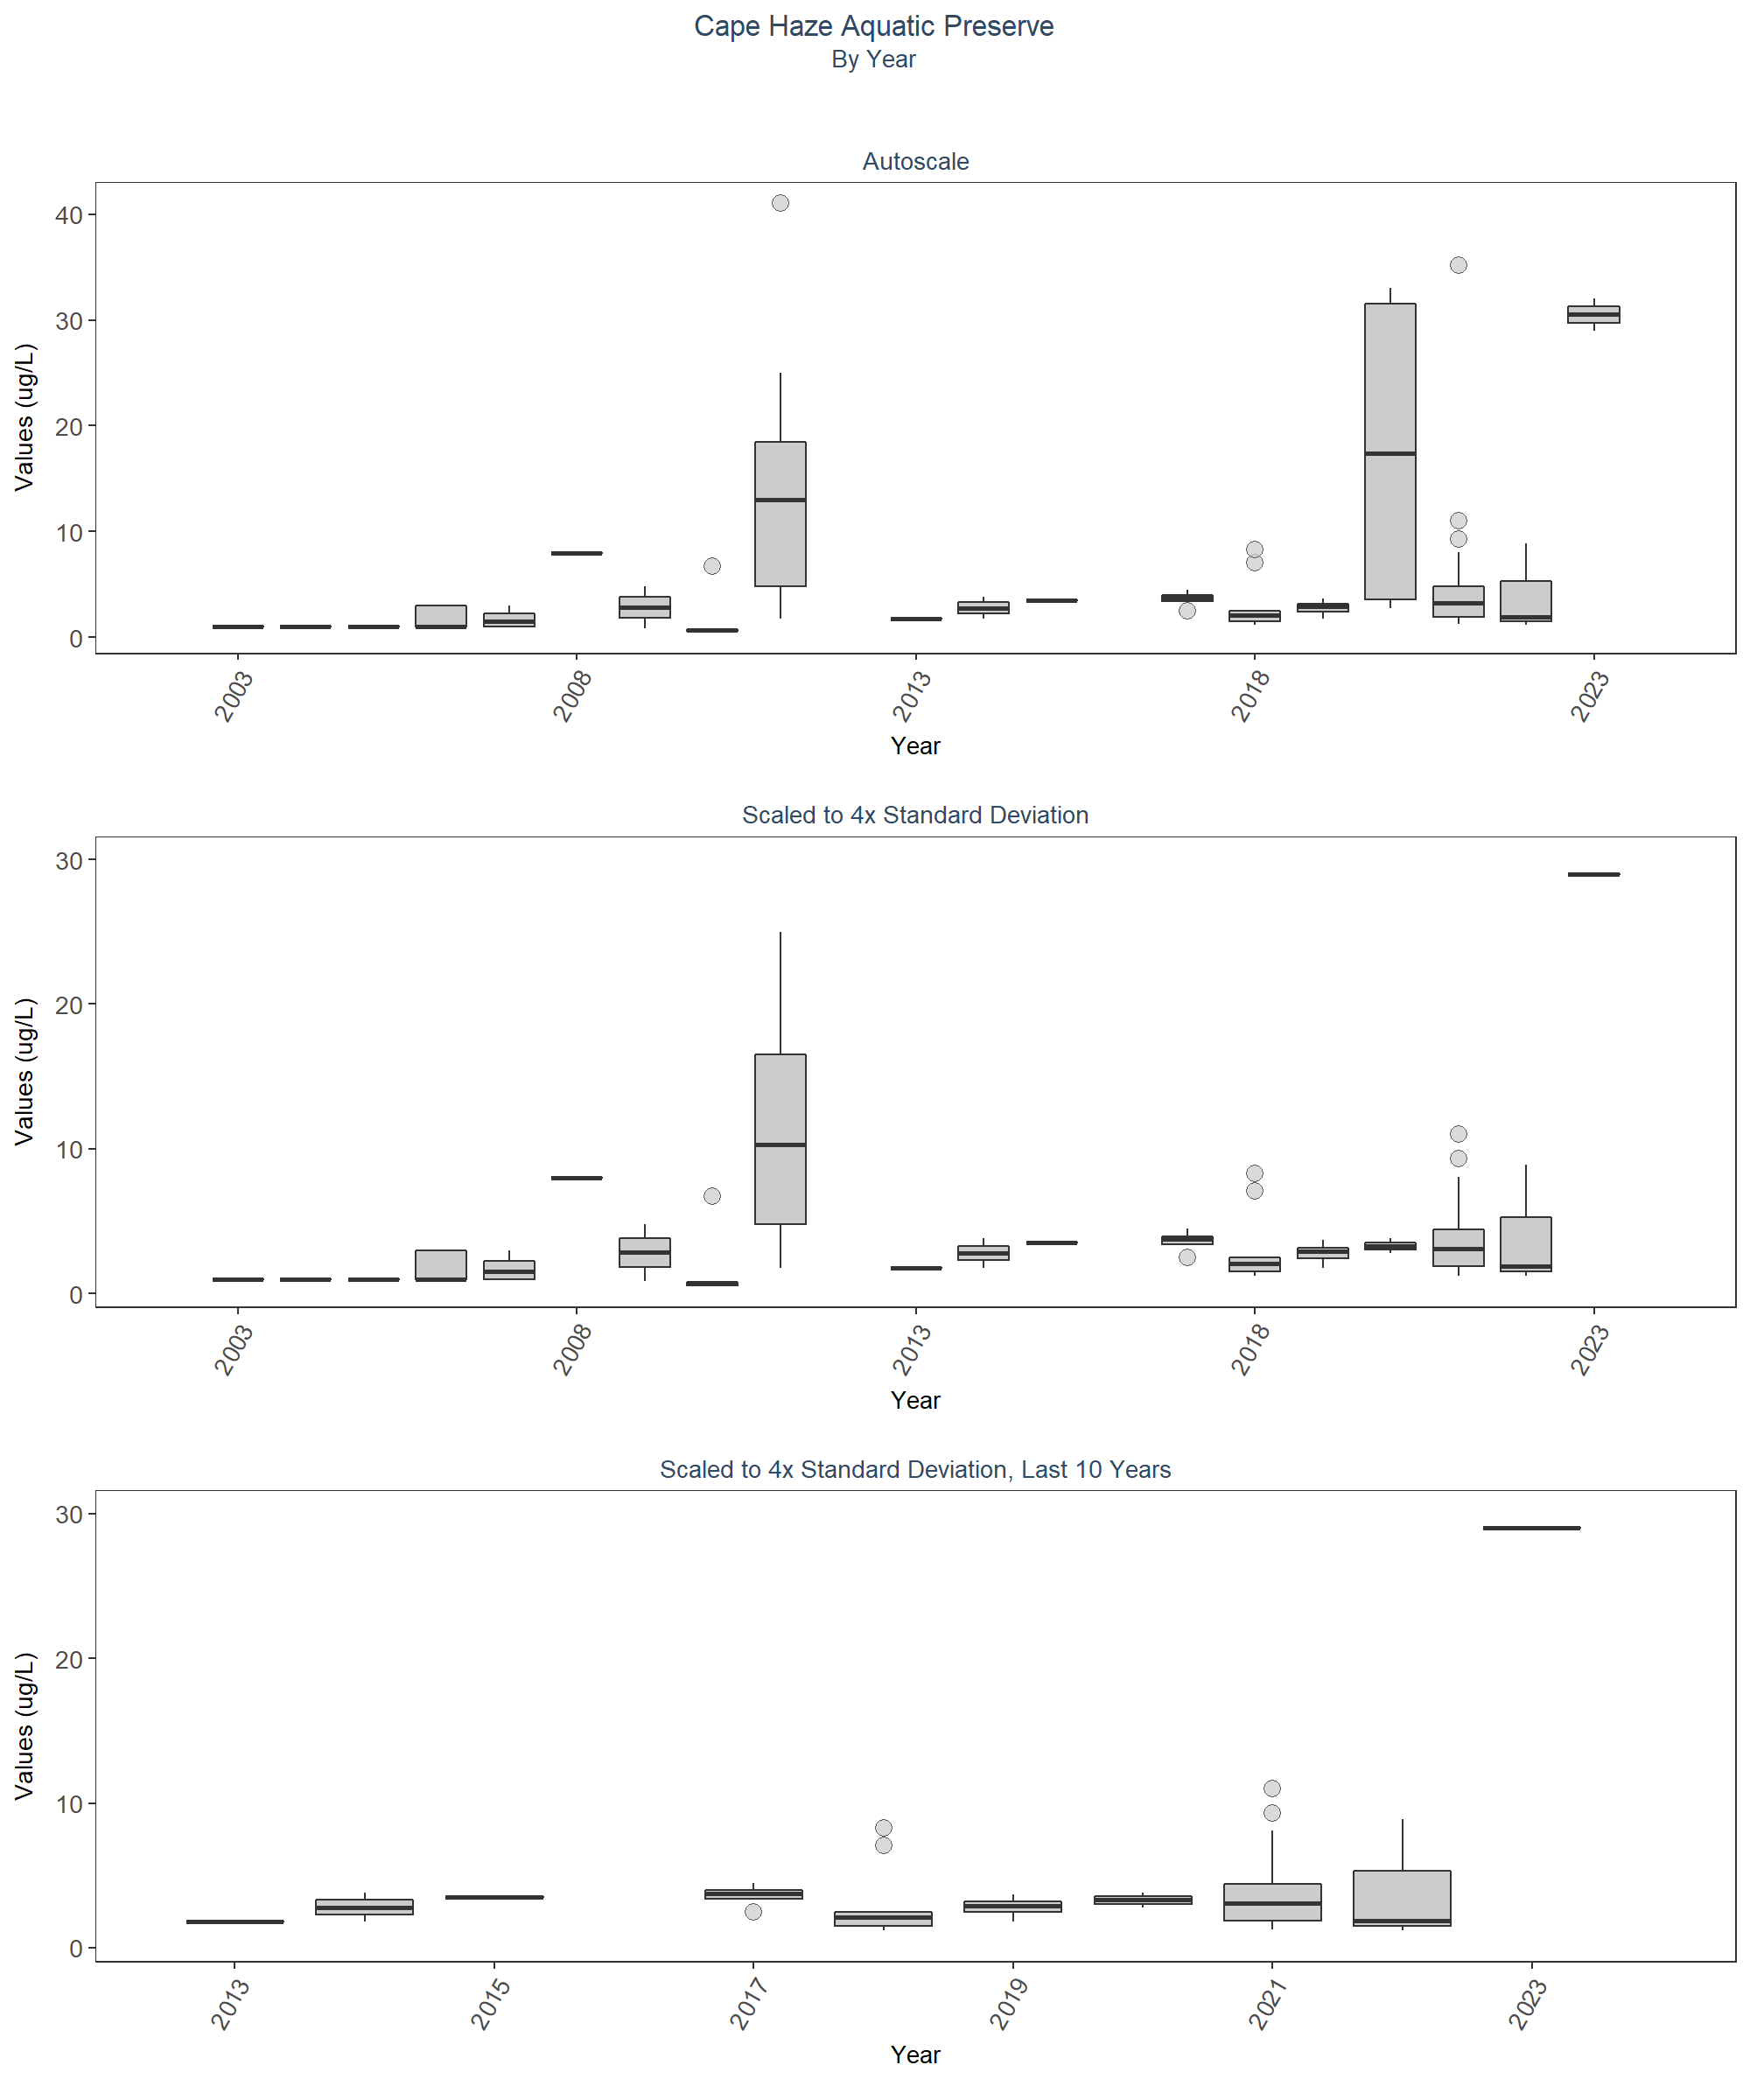 Cape Haze Aquatic Preserve
By Year
Autoscale
Values (ug/L)
40
30
20
10
0
2003
2008
2013
2018
2023
Year
Scaled to 4x Standard Deviation
Values (ug/L)
30
20
10
0
2003
2008
2013
2018
2023
Year
Scaled to 4x Standard Deviation, Last 10 Years
Values (ug/L)
30
20
10
0
2013
2015
2017
2019
2021
2023
Year